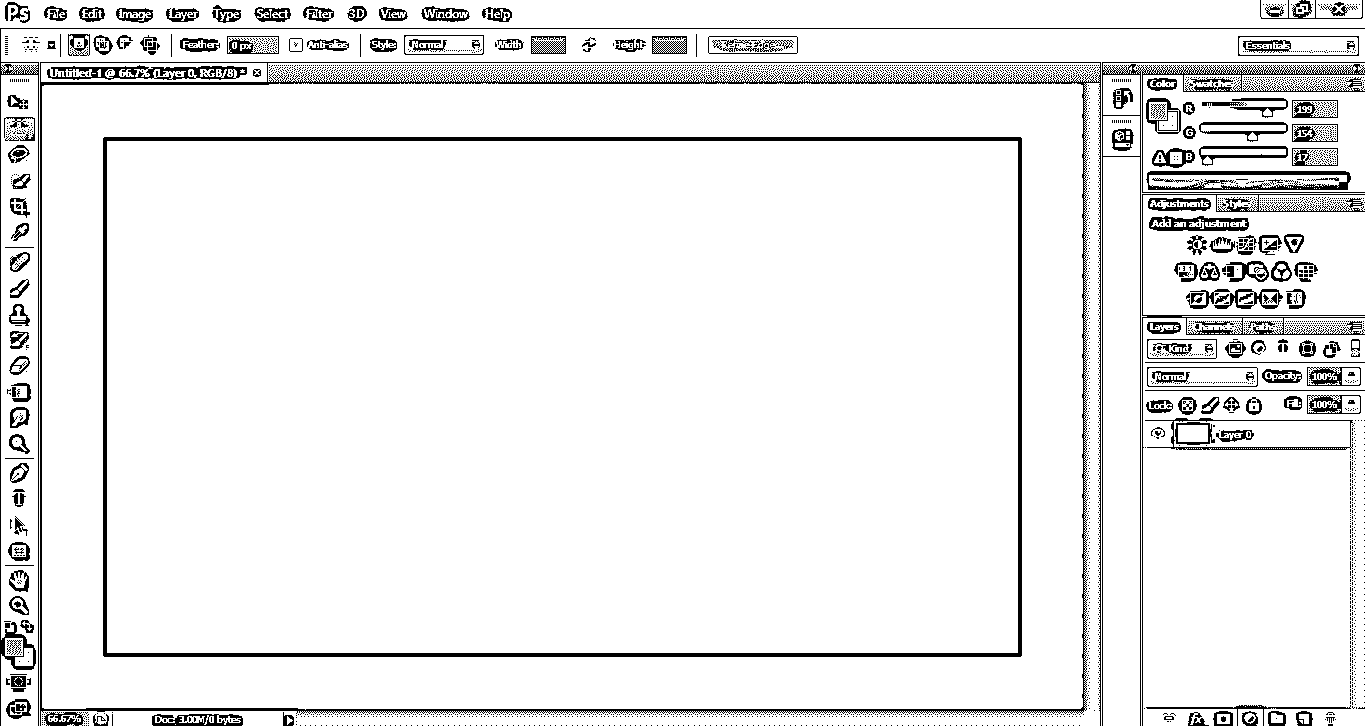 Ps File Edit Image Layer Type Select Filter 3D View Window Help
Feather: 0 px Anti-alias Style: Normal Width: Height: Refine Edge... Essentials
Untitled-1 @ 66.7% (Layer 0, RGB/8) *
Color Swatches
R 199
G 154
B 17
Adjustments Styles
Add an adjustment
Layers Channels Paths
Kind
Normal Opacity: 100%
Lock: Fill: 100%
Layer 0
66.67% Doc: 3.00M/0 bytes
fx